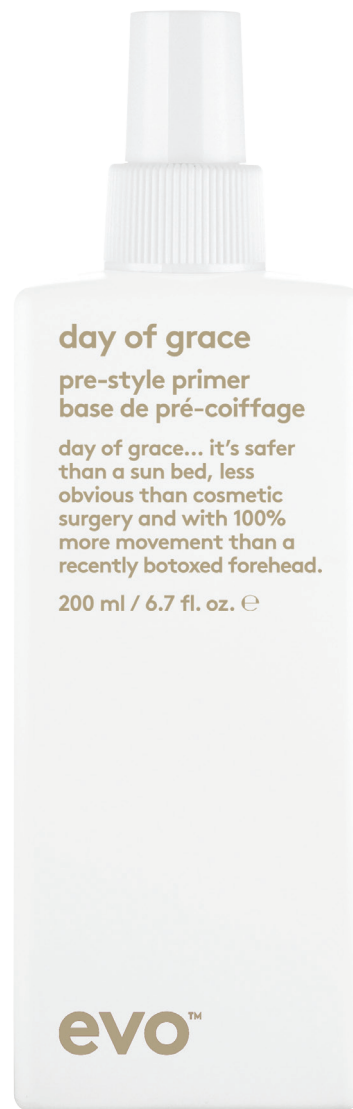 day of grace
pre-style primer
base de pré-coiffage
day of grace... it's safer
than a sun bed, less
obvious than cosmetic
surgery and with 100%
more movement than a
recently botoxed forehead.
200 ml / 6.7 fl. oz. ℮
evo™